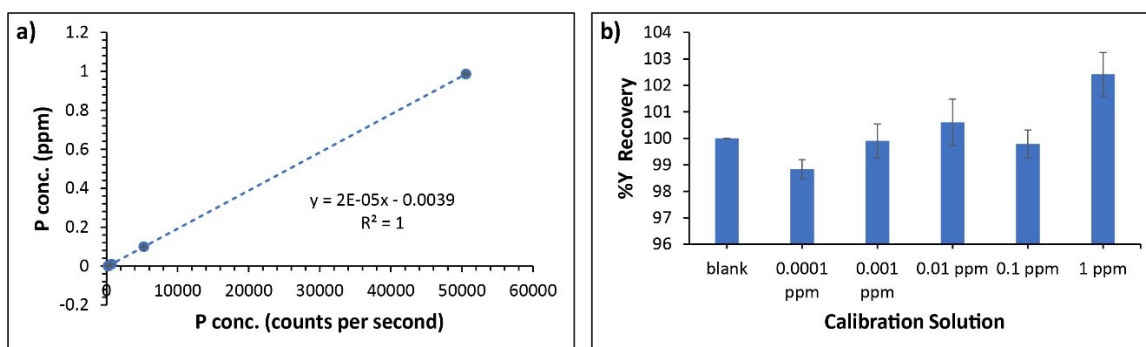 a)
P conc. (ppm)
1.2
1
0.8
0.6
0.4
0.2
0
-0.2
y = 2E-05x - 0.0039
R² = 1
0 10000 20000 30000 40000 50000 60000
P conc. (counts per second)
b)
%Y Recovery
104
103
102
101
100
99
98
97
96
blank 0.0001 0.001 0.01 ppm 0.1 ppm 1 ppm
ppm ppm
Calibration Solution